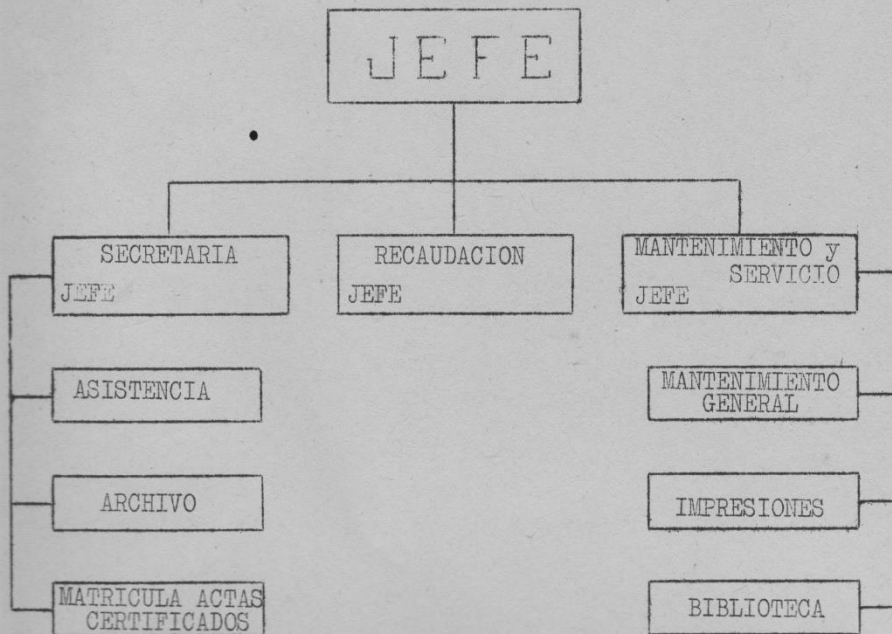 JEFE
SECRETARIA
JEFE
RECAUDACION
JEFE
MANTENIMIENTO y
SERVICIO
JEFE
ASISTENCIA
MANTENIMIENTO
GENERAL
ARCHIVO
IMPRESIONES
MATRICULA ACTAS
CERTIFICADOS
BIBLIOTECA